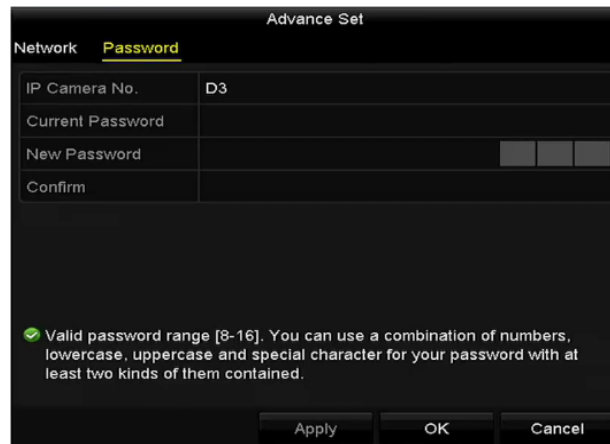 Advance Set
Network Password
IP Camera No. D3
Current Password
New Password
Confirm
Valid password range [8-16]. You can use a combination of numbers,
lowercase, uppercase and special character for your password with at
least two kinds of them contained.
Apply OK Cancel